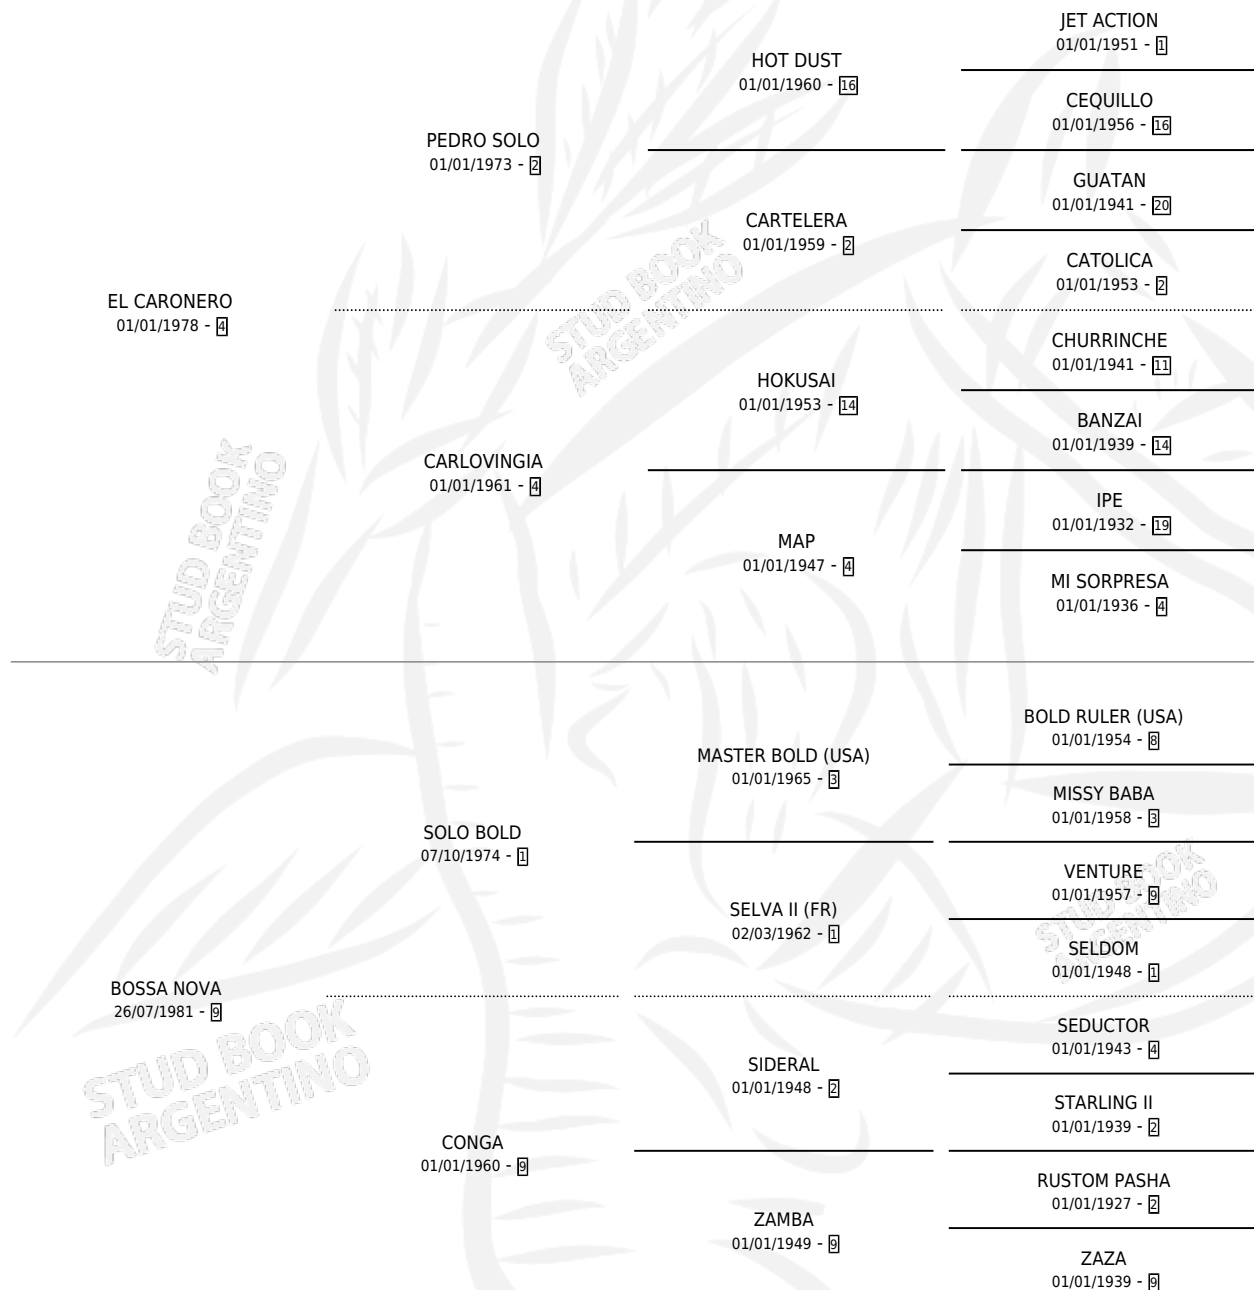 JET ACTION
01/01/1951 - 1
HOT DUST
01/01/1960 - 16
CEQUILLO
01/01/1956 - 16
PEDRO SOLO
01/01/1973 - 2
GUATAN
01/01/1941 - 20
CARTELERA
01/01/1959 - 2
CATOLICA
01/01/1953 - 2
EL CARONERO
01/01/1978 - 4
CHURRINCHE
01/01/1941 - 11
HOKUSAI
01/01/1953 - 14
BANZAI
01/01/1939 - 14
CARLOVINGIA
01/01/1961 - 4
IPE
01/01/1932 - 19
MAP
01/01/1947 - 4
MI SORPRESA
01/01/1936 - 4
STUD BOOK
ARGENTINO
STUD BOOK
ARGENTINO
BOLD RULER (USA)
01/01/1954 - 8
MASTER BOLD (USA)
01/01/1965 - 3
MISSY BABA
01/01/1958 - 3
SOLO BOLD
07/10/1974 - 1
VENTURE
01/01/1957 - 9
SELVA II (FR)
02/03/1962 - 1
SELDOM
01/01/1948 - 1
BOSSA NOVA
26/07/1981 - 9
SEDUCTOR
01/01/1943 - 4
SIDERAL
01/01/1948 - 2
STARLING II
01/01/1939 - 2
CONGA
01/01/1960 - 9
RUSTOM PASHA
01/01/1927 - 2
ZAMBA
01/01/1949 - 9
ZAZA
01/01/1939 - 9
STUD BOOK
ARGENTINO
STUD BOOK
ARGENTINO